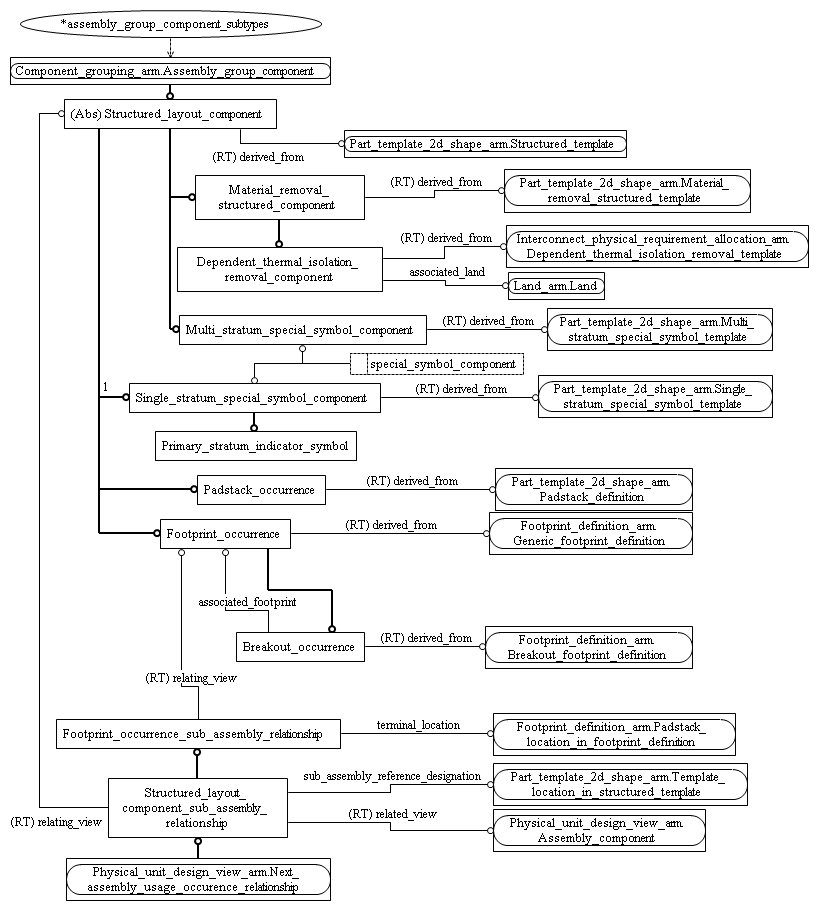 *assembly_group_component_subtypes
Component_grouping_arm.Assembly_group_component
(Abs) Structured_layout_component
Part_template_2d_shape_arm.Structured_template
(RT) derived_from
Material_removal_
structured_component
(RT) derived_from
Part_template_2d_shape_arm.Material_
removal_structured_template
Dependent_thermal_isolation_
removal_component
(RT) derived_from
Interconnect_physical_requirement_allocation_arm.
Dependent_thermal_isolation_removal_template
associated_land
Land_arm.Land
Multi_stratum_special_symbol_component
(RT) derived_from
Part_template_2d_shape_arm.Multi_
stratum_special_symbol_template
special_symbol_component
1
Single_stratum_special_symbol_component
(RT) derived_from
Part_template_2d_shape_arm.Single_
stratum_special_symbol_template
Primary_stratum_indicator_symbol
Padstack_occurrence
(RT) derived_from
Part_template_2d_shape_arm.
Padstack_definition
Footprint_occurrence
(RT) derived_from
Footprint_definition_arm.
Generic_footprint_definition
associated_footprint
Breakout_occurrence
(RT) derived_from
Footprint_definition_arm.
Breakout_footprint_definition
(RT) relating_view
Footprint_occurrence_sub_assembly_relationship
terminal_location
Footprint_definition_arm.Padstack_
location_in_footprint_definition
Structured_layout_
component_sub_assembly_
relationship
sub_assembly_reference_designation
Part_template_2d_shape_arm.Template_
location_in_structured_template
(RT) relating_view
(RT) related_view
Physical_unit_design_view_arm.
Assembly_component
Physical_unit_design_view_arm.Next_
assembly_usage_occurence_relationship